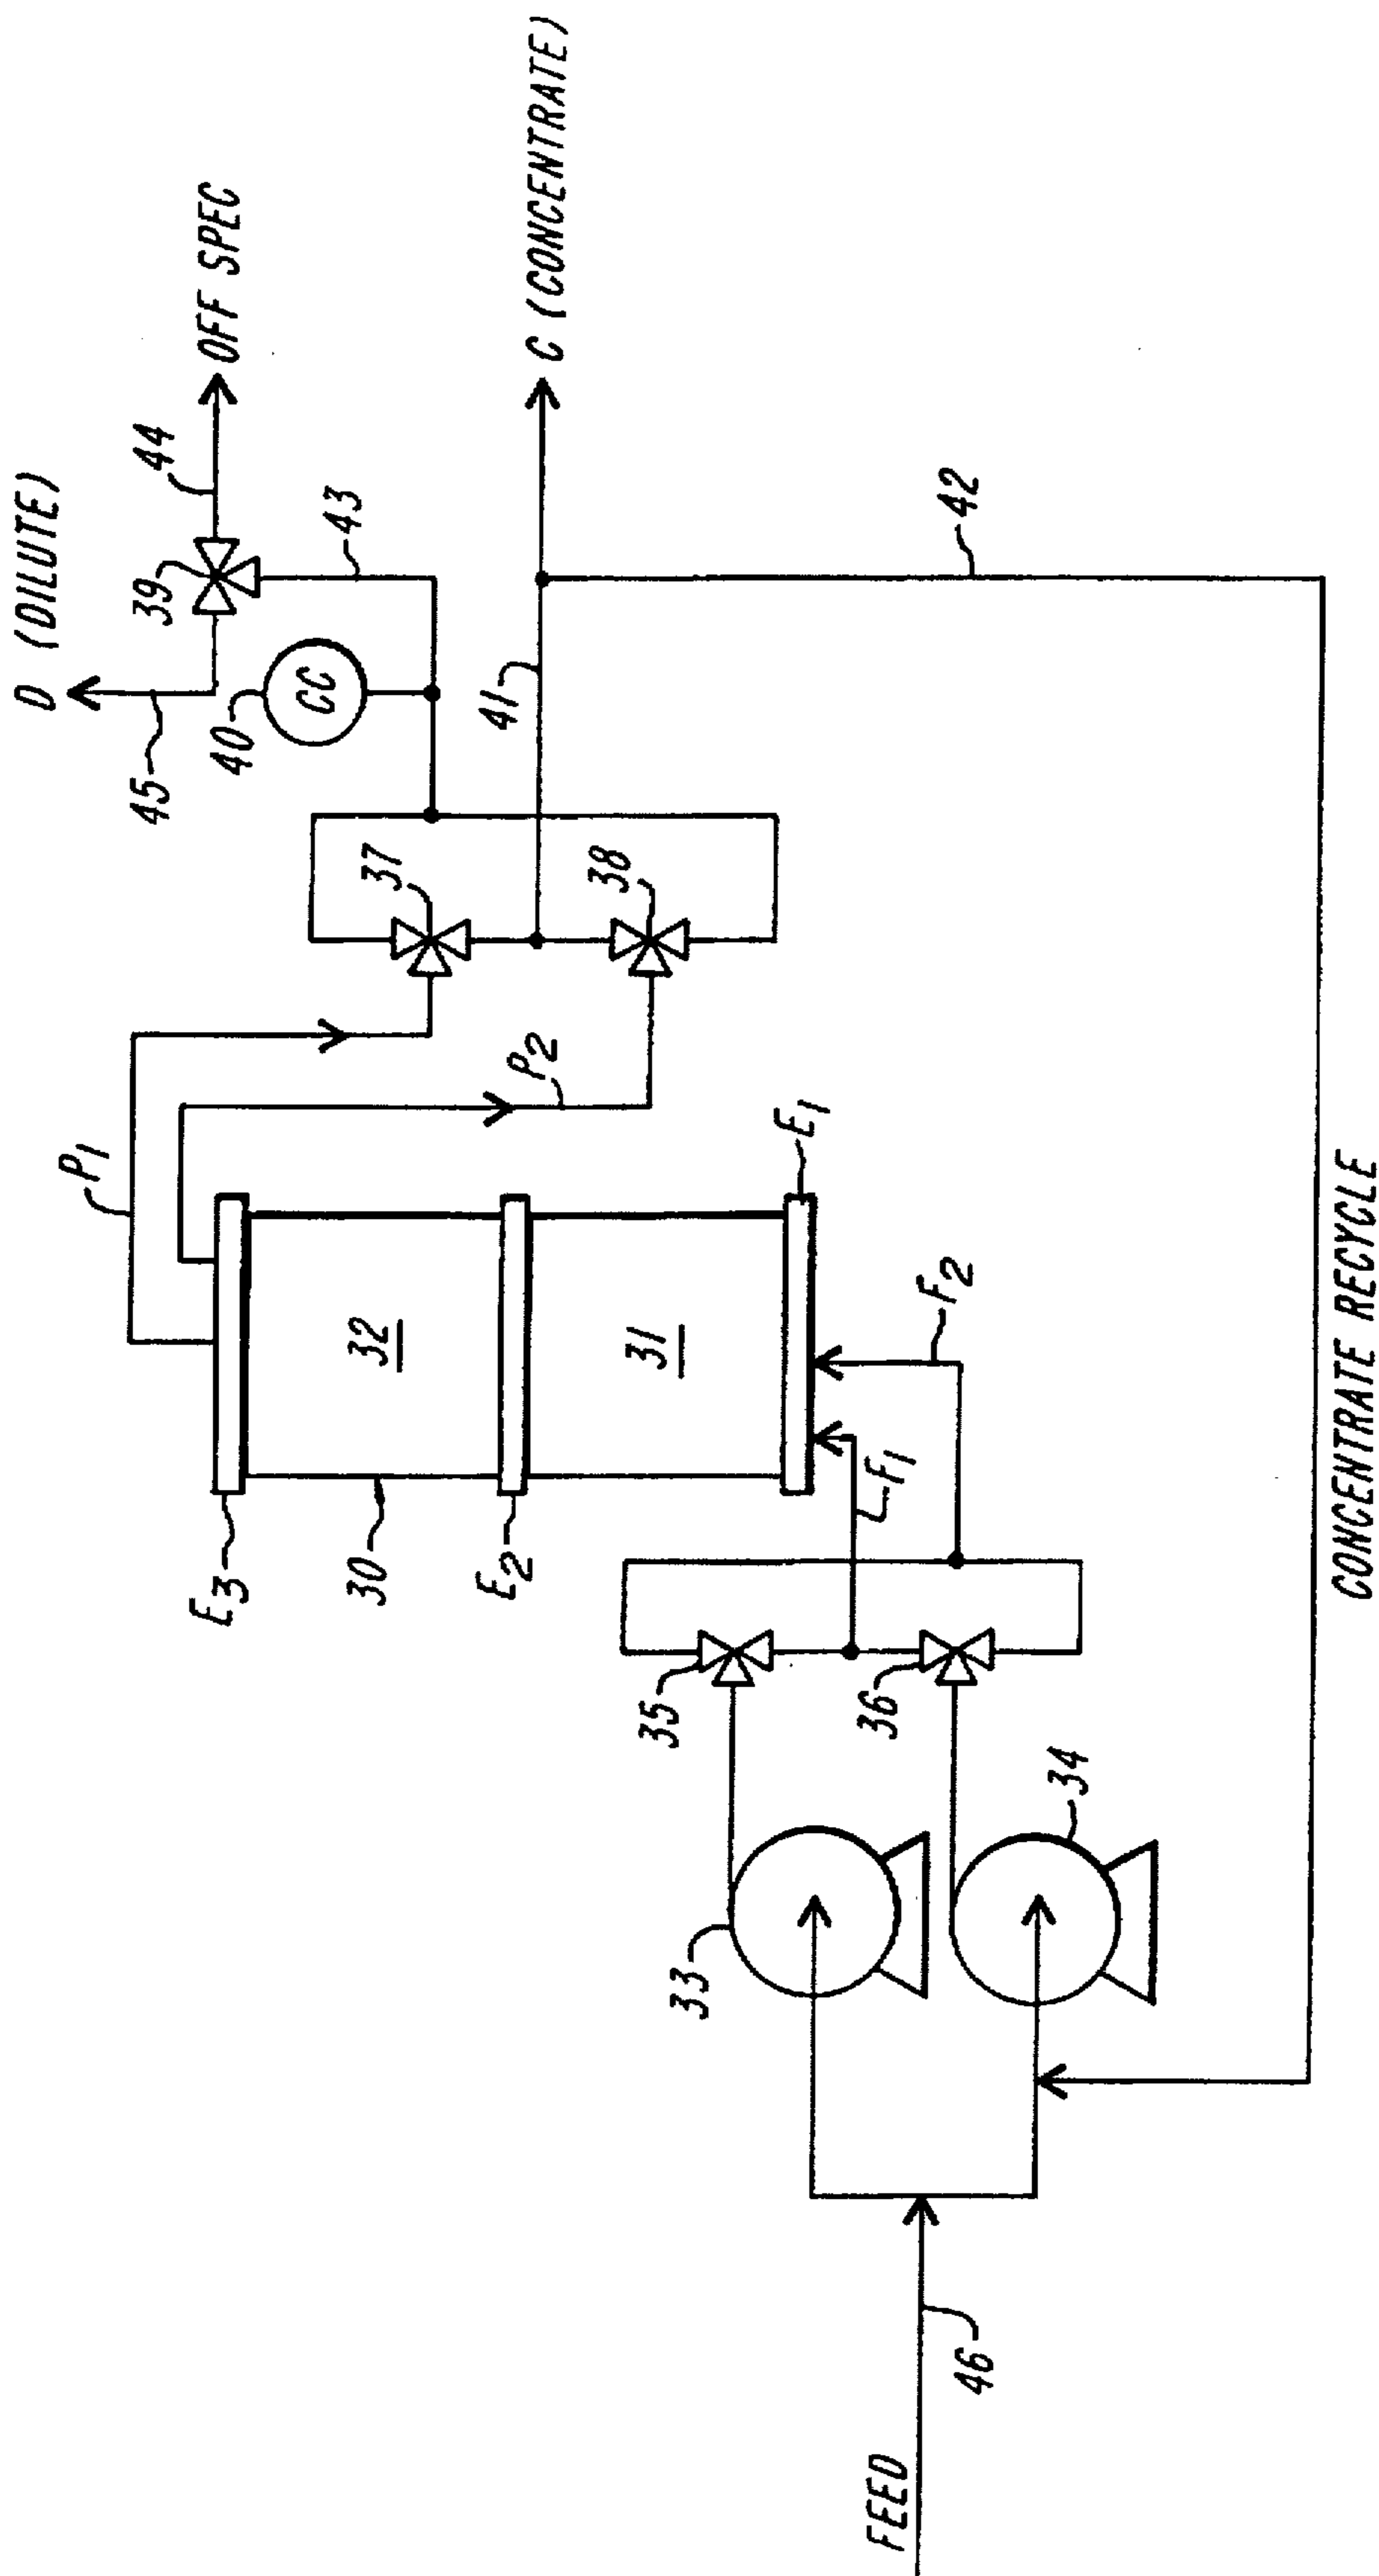 D (DILUTE)
45
39
44
OFF SPEC
40
CC
43
C (CONCENTRATE)
41
42
37
38
P1
P2
E3
32
30
E2
31
E1
F1
F2
35
36
33
34
FEED
46
CONCENTRATE RECYCLE